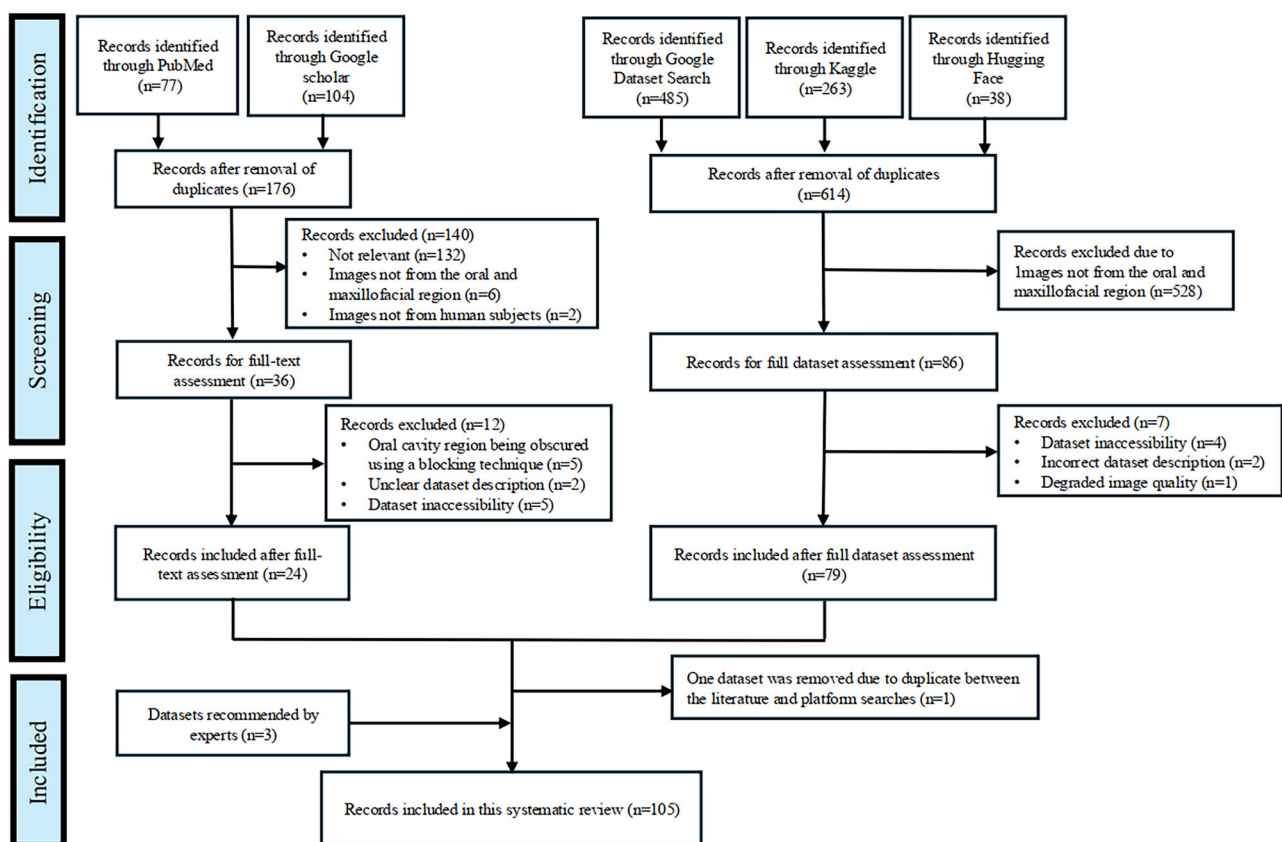 Identification
Records identified
through PubMed
(n=77)
Records identified
through Google
scholar
(n=104)
Records identified
through Google
Dataset Search
(n=485)
Records identified
through Kaggle
(n=263)
Records identified
through Hugging
Face
(n=38)
Records after removal of
duplicates (n=176)
Records after removal of duplicates
(n=614)
Screening
Records excluded (n=140)
• Not relevant (n=132)
• Images not from the oral and
maxillofacial region (n=6)
• Images not from human subjects (n=2)
Records excluded due to
Images not from the oral and
maxillofacial region (n=528)
Records for full-text
assessment (n=36)
Records for full dataset assessment (n=86)
Records excluded (n=12)
• Oral cavity region being obscured
using a blocking technique (n=5)
• Unclear dataset description (n=2)
• Dataset inaccessibility (n=5)
Records excluded (n=7)
• Dataset inaccessibility (n=4)
• Incorrect dataset description (n=2)
• Degraded image quality (n=1)
Eligibility
Records included after full-
text assessment (n=24)
Records included after full dataset assessment
(n=79)
Included
One dataset was removed due to duplicate between
the literature and platform searches (n=1)
Datasets recommended by
experts (n=3)
Records included in this systematic review (n=105)